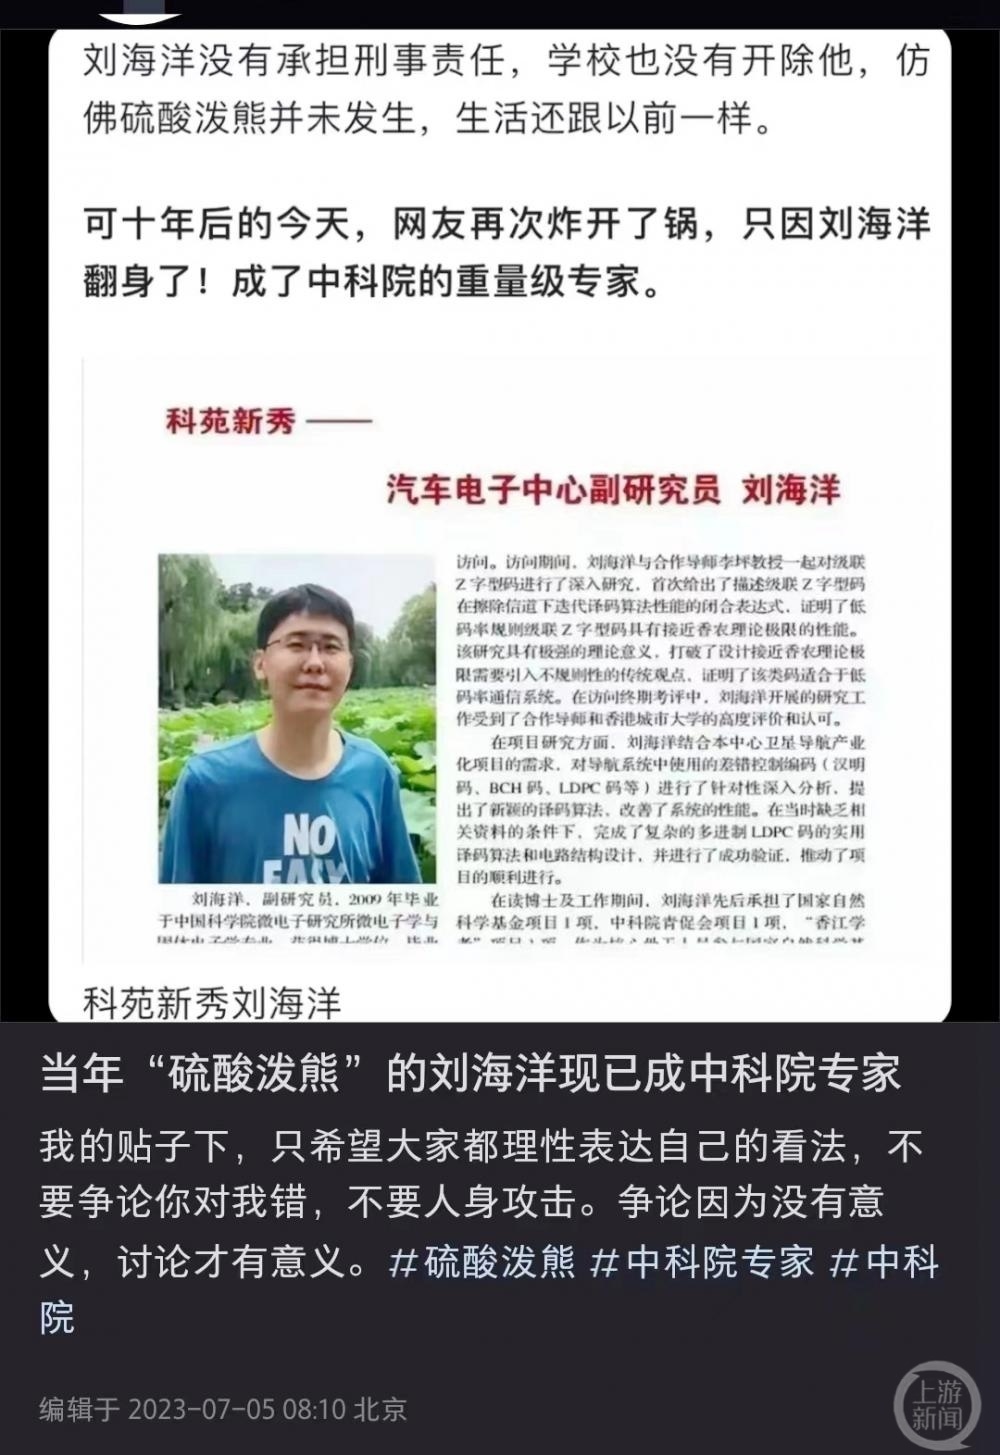 刘海洋没有承担刑事责任，学校也没有开除他，仿
佛硫酸泼熊并未发生，生活还跟以前一样。
可十年后的今天，网友再次炸开了锅，只因刘海洋
翻身了！成了中科院的重量级专家。
科苑新秀——
汽车电子中心副研究员 刘海洋
NO
EASY
刘海洋，副研究员，2009 年毕业
于中国科学院微电子研究所微电子学与
固体电子学专业，获得博士学位，毕业
访问。访问期间，刘海洋与合作导师李坪教授一起对级联
Z 字型码进行了深入研究，首次给出了描述级联 Z 字型码
在擦除信道下迭代译码算法性能的闭合表达式，证明了低
码率规则级联 Z 字型码具有接近香农理论极限的性能。
该研究具有极强的理论意义，打破了设计接近香农理论极
限需要引入不规则性的传统观点，证明了该类码适合于低
码率通信系统。在访问终期考评中，刘海洋开展的研究工
作受到了合作导师和香港城市大学的高度评价和认可。
在项目研究方面，刘海洋结合本中心卫星导航产业
化项目的需求，对导航系统中使用的差错控制编码（汉明
码、BCH 码、LDPC 码等）进行了针对性深入分析，提
出了新颖的译码算法，改善了系统的性能。在当时缺乏相
关资料的条件下，完成了复杂的多进制 LDPC 码的实用
译码算法和电路结构设计，并进行了成功验证，推动了项
目的顺利进行。
在读博士及工作期间，刘海洋先后承担了国家自然
科学基金项目 1 项，中科院青促会项目 1 项，“香江学
科苑新秀刘海洋
当年“硫酸泼熊”的刘海洋现已成中科院专家
我的贴子下，只希望大家都理性表达自己的看法，不
要争论你对我错，不要人身攻击。争论因为没有意
义，讨论才有意义。#硫酸泼熊 #中科院专家 #中科
院
编辑于 2023-07-05 08:10 北京
上游
新闻